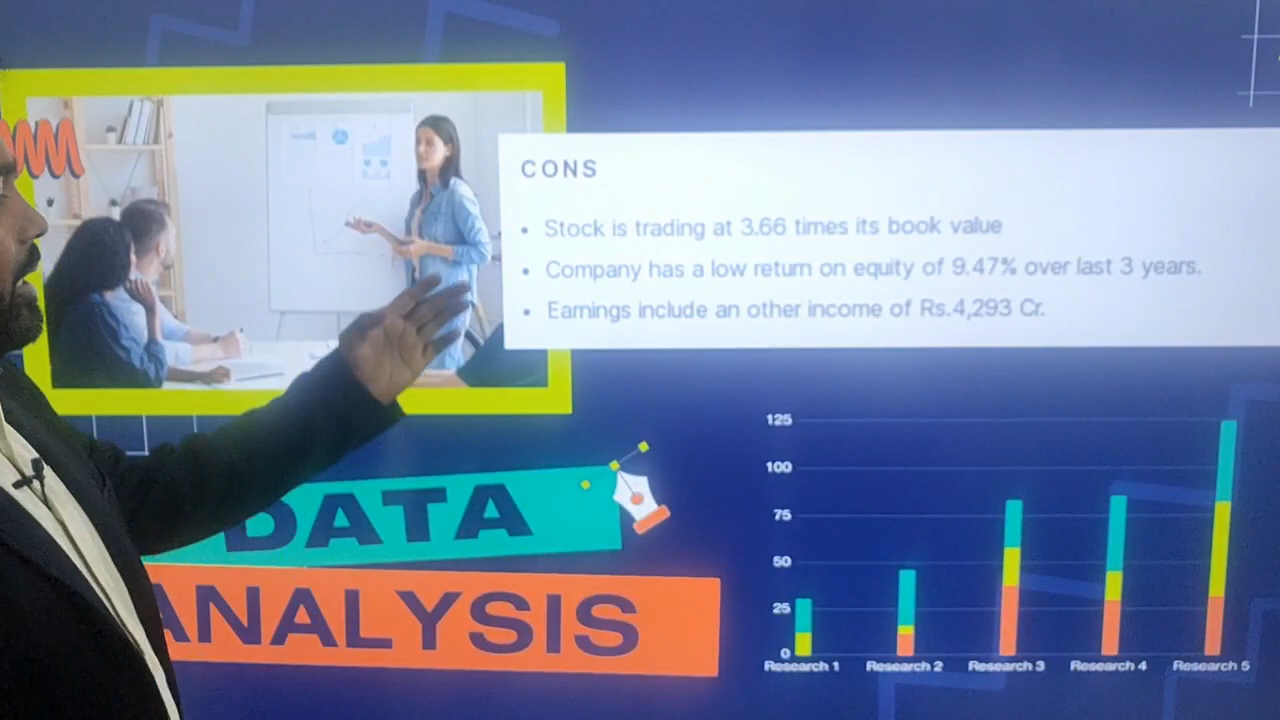 CONS
• Stock is trading at 3.66 times its book value
• Company has a low return on equity of 9.47% over last 3 years.
• Earnings include an other income of Rs.4,293 Cr.
DATA
ANALYSIS
125
100
75
50
25
0
Research 1 Research 2 Research 3 Research 4 Research 5